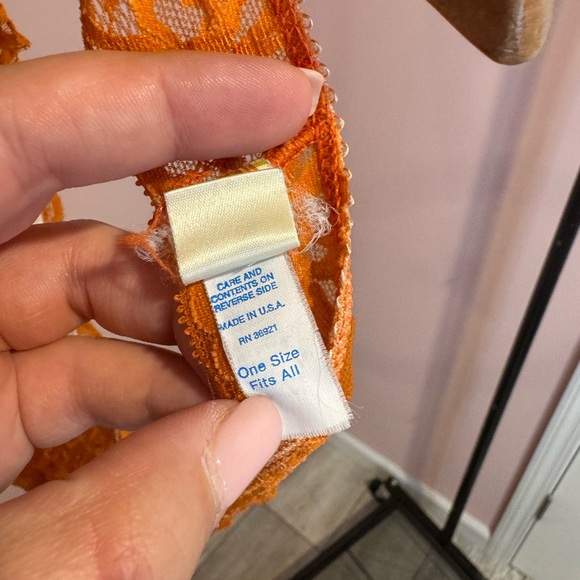 CARE AND
CONTENTS ON
REVERSE SIDE
MADE IN U.S.A.
RN 36921
One Size
Fits All